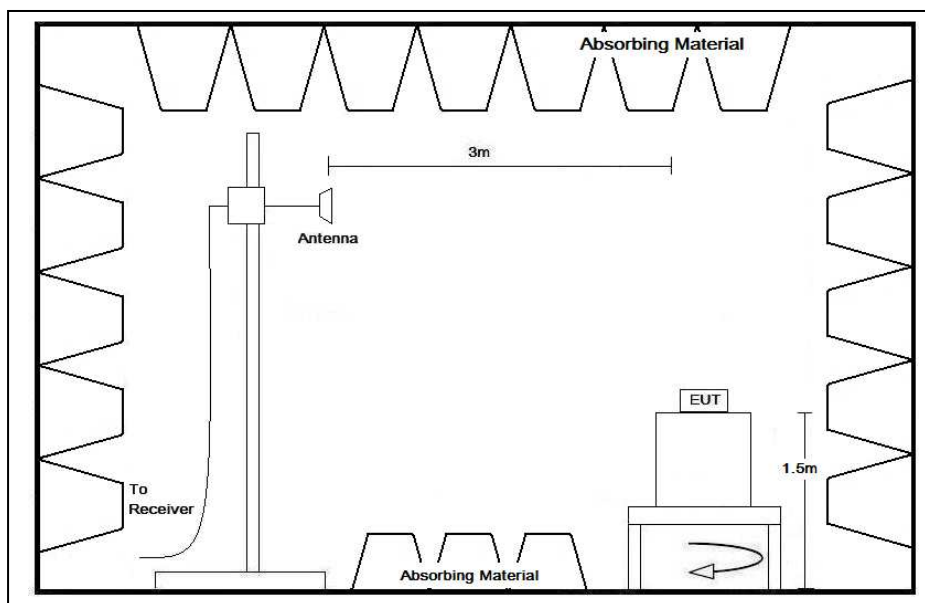 Absorbing Material
3m
Antenna
EUT
1.5m
To
Receiver
Absorbing Material